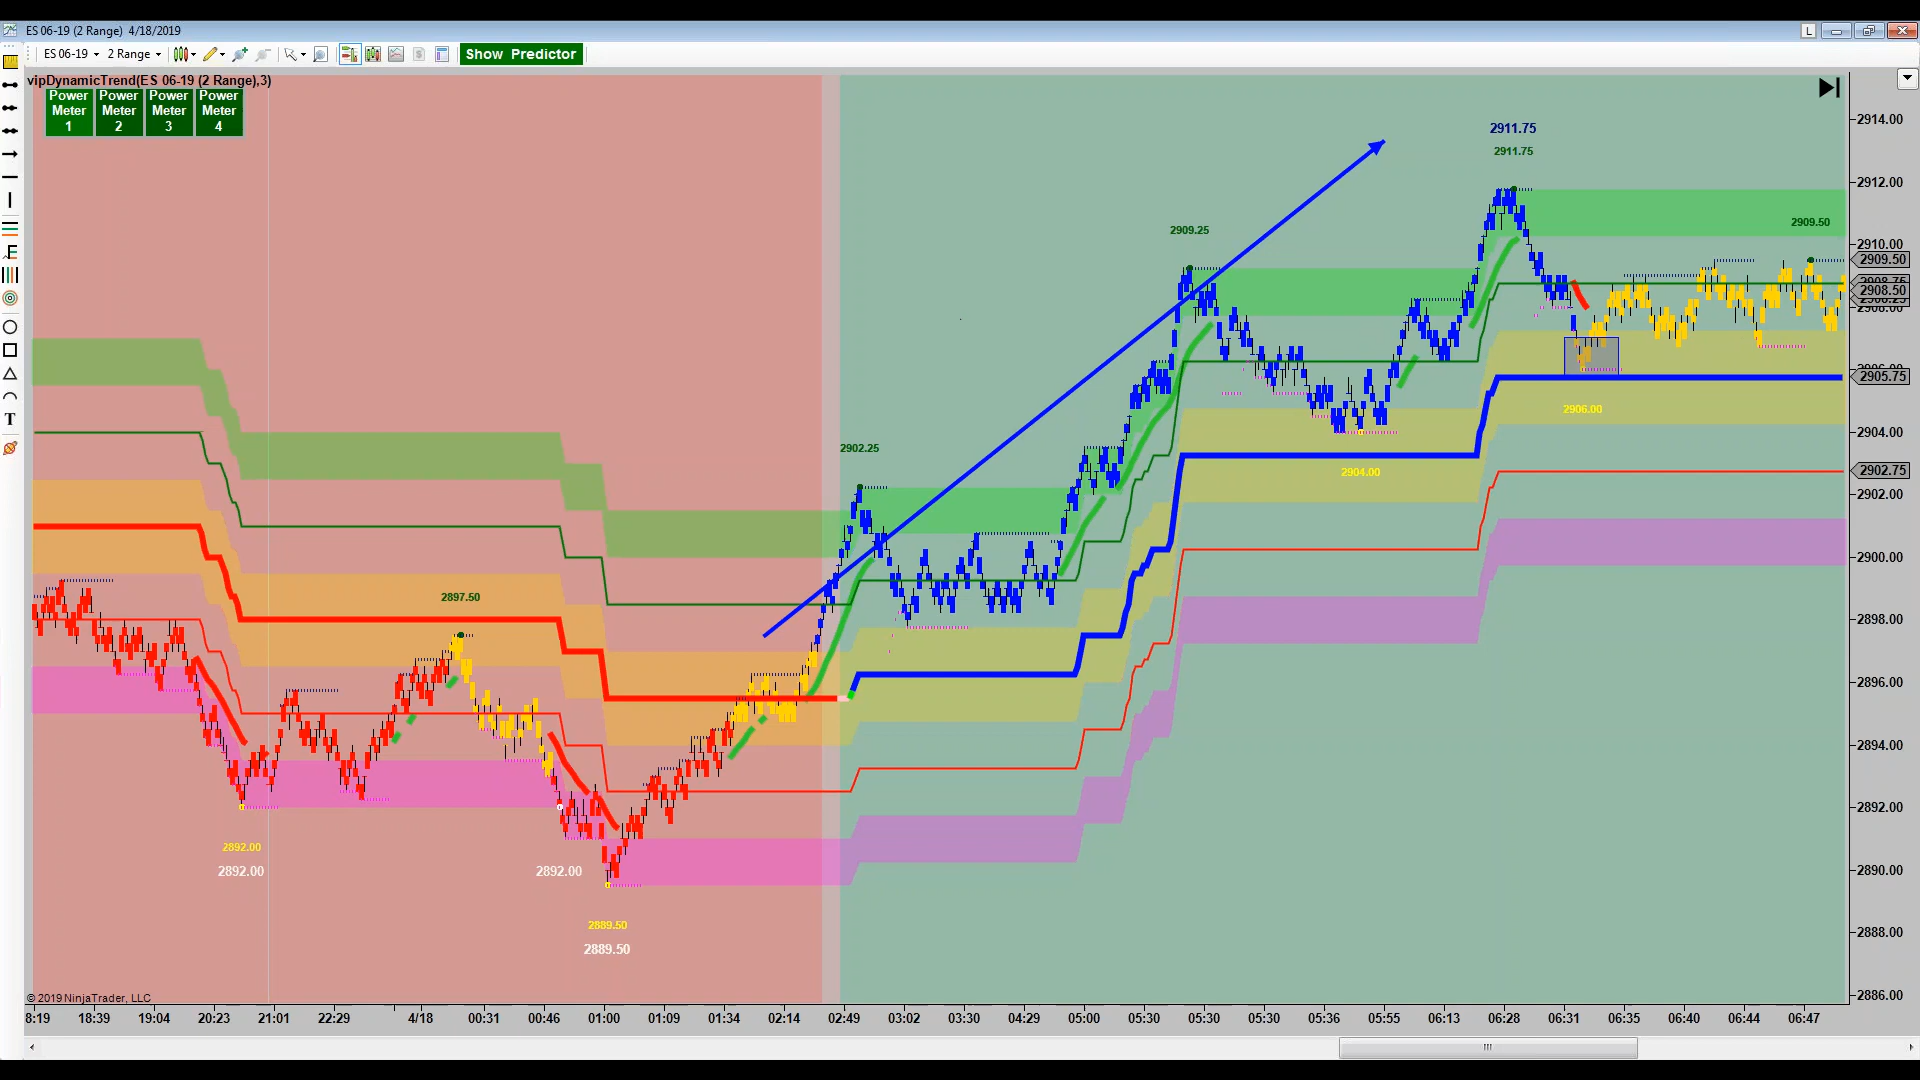 ES 06-19 (2 Range)  4/18/2019
L
ES 06-19
2 Range
Show Predictor
vipDynamicTrend(ES 06-19 (2 Range),3)
Power Meter 1
Power Meter 2
Power Meter 3
Power Meter 4
2911.75
2911.75
2909.25
2909.50
2902.25
2906.00
2904.00
2897.50
2892.00
2892.00
2892.00
2889.50
2889.50
2914.00
2912.00
2910.00
2909.50
2908.50
2905.75
2904.00
2902.75
2902.00
2900.00
2898.00
2896.00
2894.00
2892.00
2890.00
2888.00
2886.00
© 2019 NinjaTrader, LLC
8:19 18:39 19:04 20:23 21:01 22:29 4/18 00:31 00:46 01:00 01:09 01:34 02:14 02:49 03:02 03:30 04:29 05:00 05:30 05:30 05:30 05:36 05:55 06:13 06:28 06:31 06:35 06:40 06:44 06:47